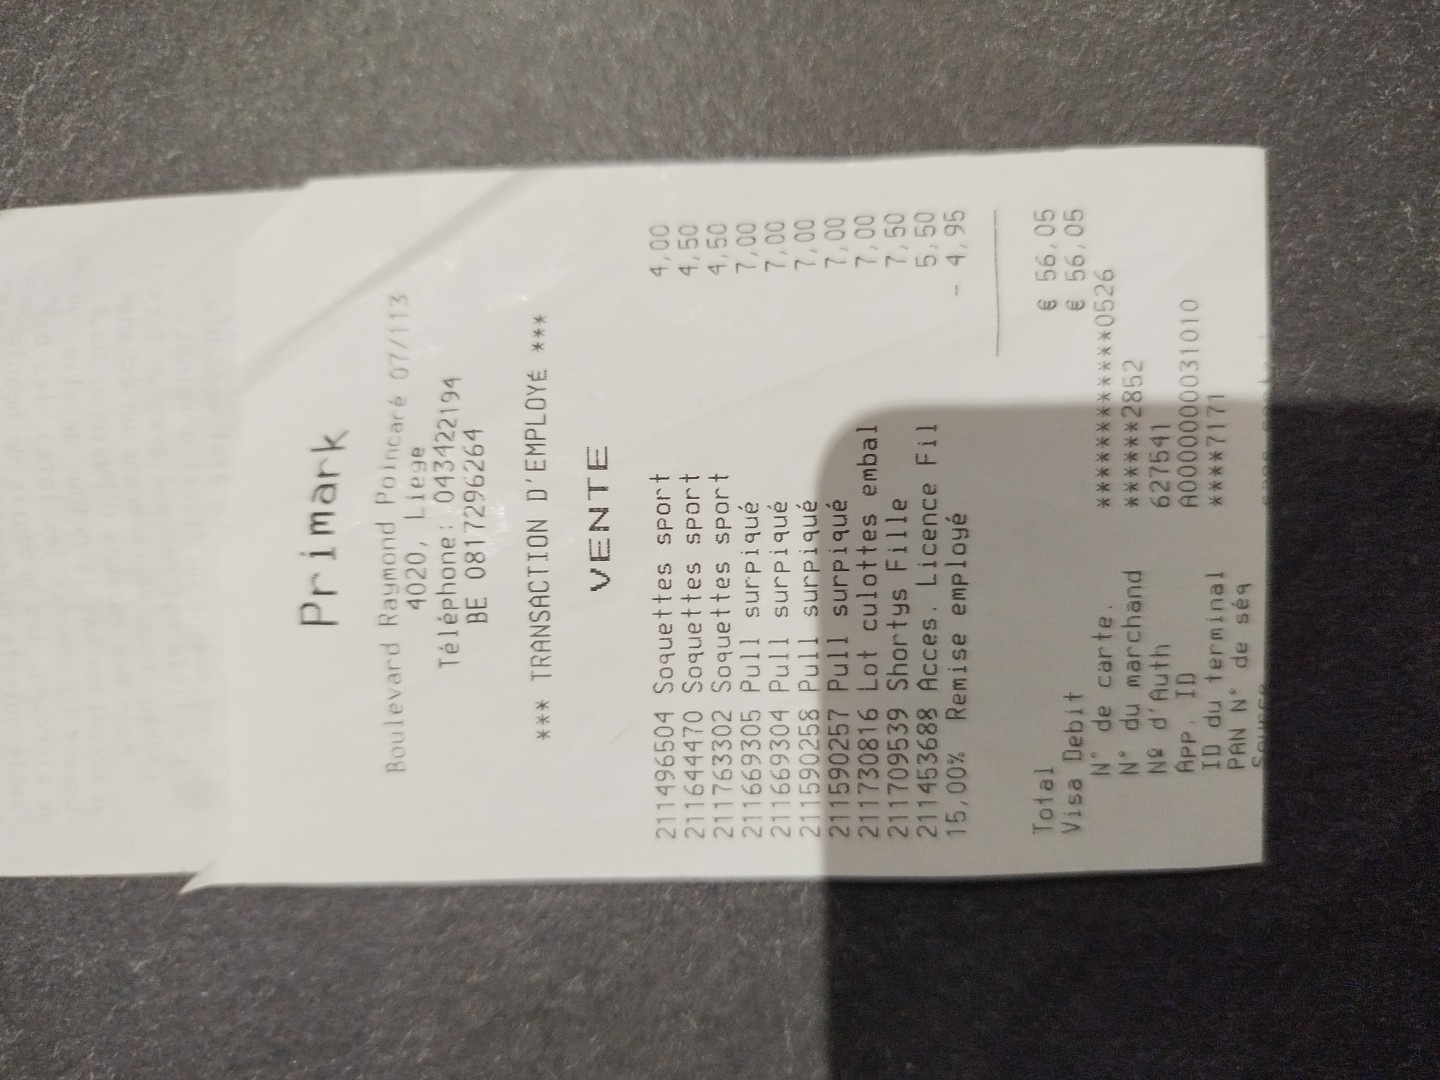 Primark
Boulevard Raymond Poincaré 07/113
4020, Liege
Téléphone: 043422194
BE 0817296264
*** TRANSACTION D'EMPLOYÉ ***
VENTE
211496504 Soquettes sport 4,00
211644470 Soquettes sport 4,50
211763302 Soquettes sport 4,50
211669305 Pull surpiqué 7,00
211669304 Pull surpiqué 7,00
211590258 Pull surpiqué 7,00
211590257 Pull surpiqué 7,00
211730816 Lot culottes embal 7,00
211709539 Shortys Fille 7,50
211453688 Acces. Licence Fil 5,50
15,00% Remise employé - 4,95
Total € 56,05
Visa Debit € 56,05
N° de carte. ************0526
N° du marchand ******2852
Nº d'Auth 627541
App. ID A0000000031010
ID du terminal ****7171
PAN N° de séq